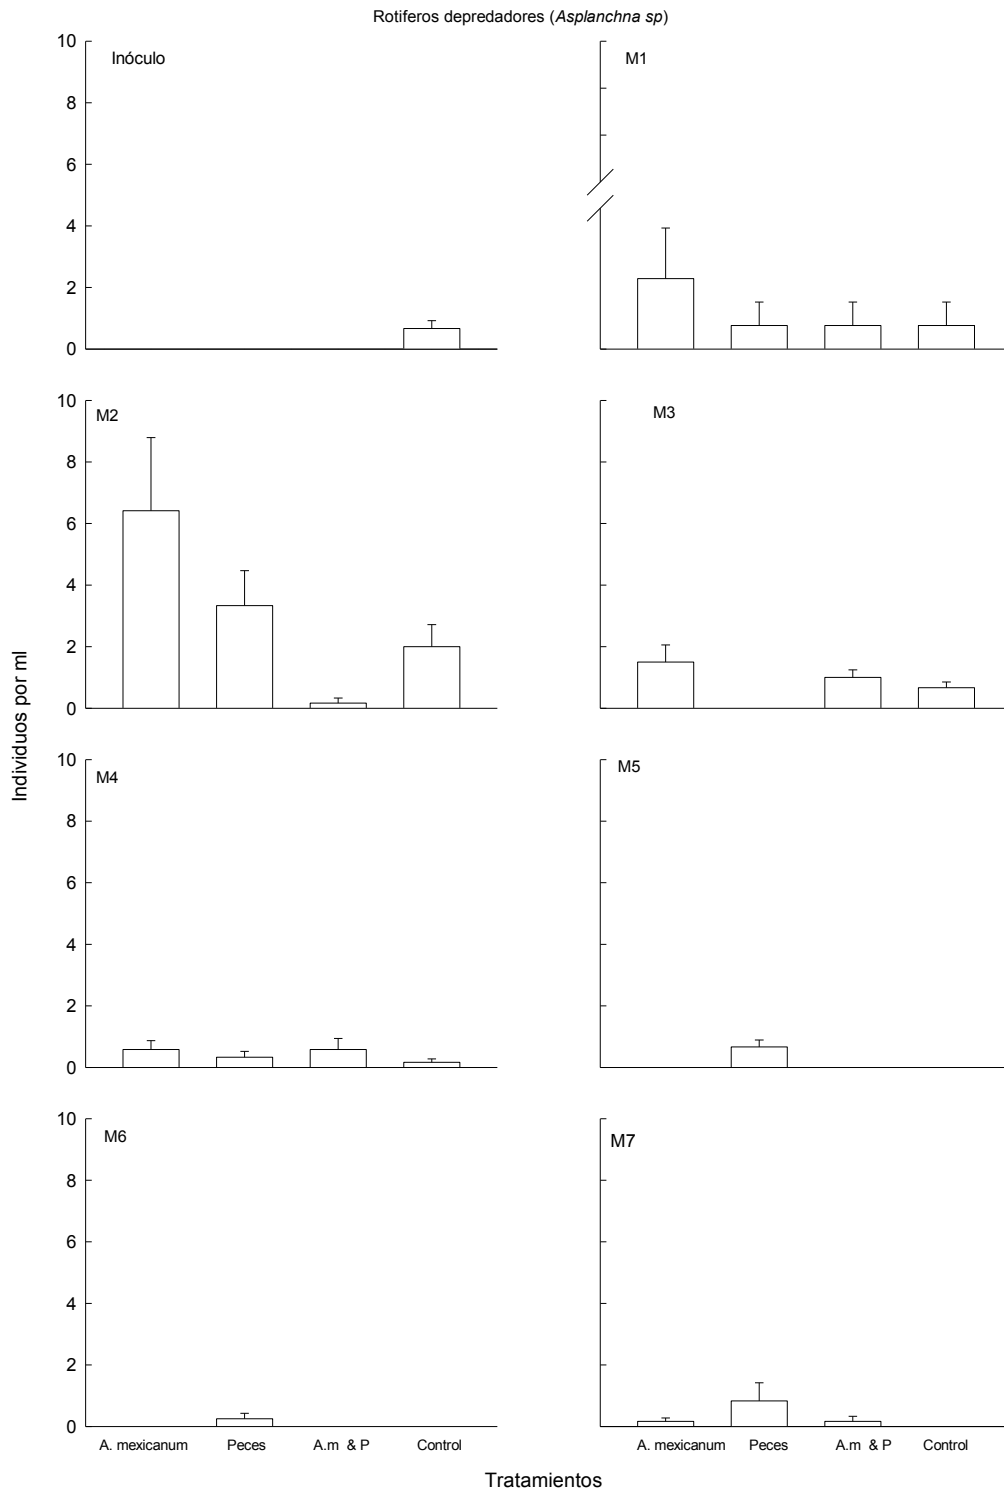 Rotiferos depredadores (Asplanchna sp)
Inóculo
10
8
6
4
2
0
M1
M2
10
8
6
4
2
0
M3
Individuos por ml
M4
10
8
6
4
2
0
M5
M6
10
8
6
4
2
0
M7
A. mexicanum Peces A.m & P Control
A. mexicanum Peces A.m & P Control
Tratamientos